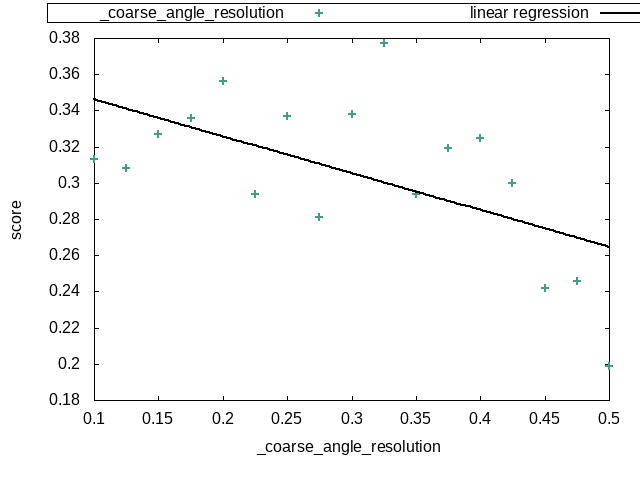 _coarse_angle_resolution linear regression
0.38
0.36
0.34
0.32
0.3
0.28
0.26
0.24
0.22
0.2
0.18
score
0.1 0.15 0.2 0.25 0.3 0.35 0.4 0.45 0.5
_coarse_angle_resolution